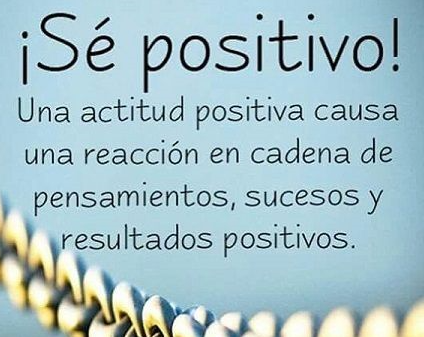 ¡Sé positivo!
Una actitud positiva causa
una reacción en cadena de
pensamientos, sucesos y
resultados positivos.